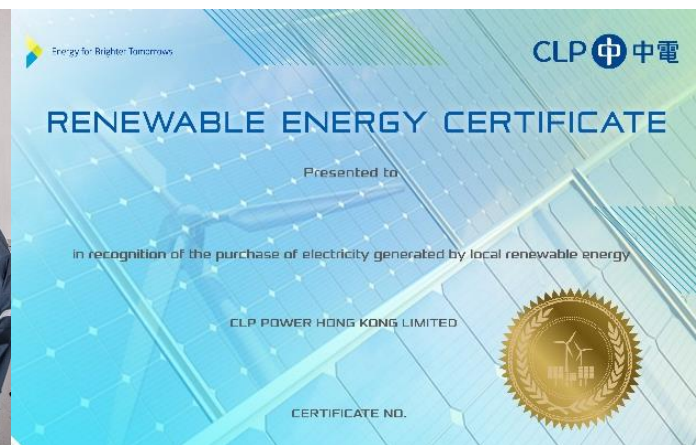 Energy for Brighter Tomorrows
CLP 中電
RENEWABLE ENERGY CERTIFICATE
Presented to
in recognition of the purchase of electricity generated by local renewable energy
CLP POWER HONG KONG LIMITED
CERTIFICATE NO.